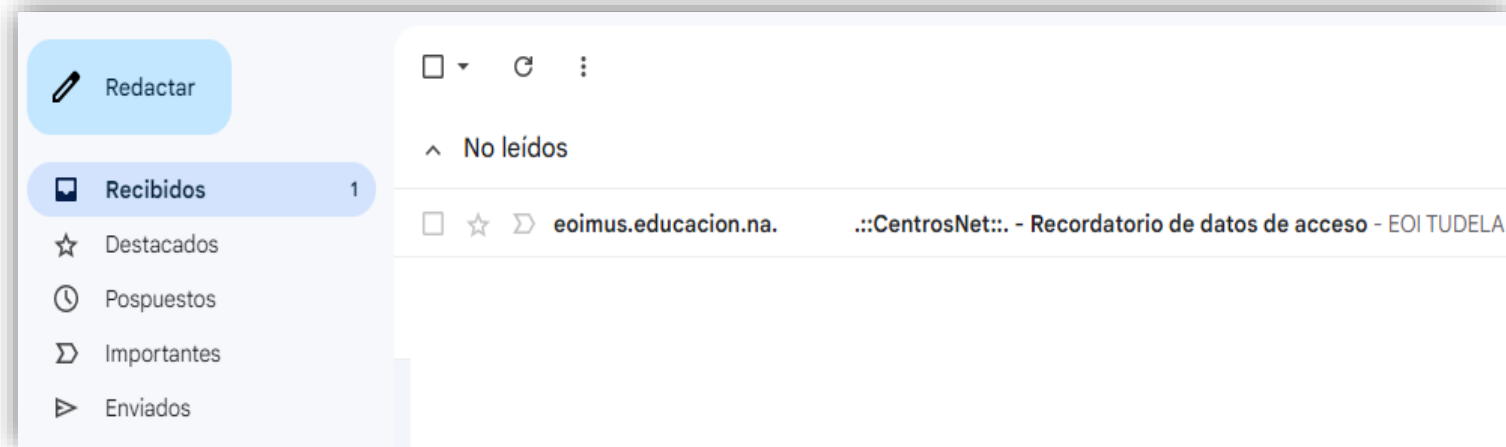 Redactar
No leídos
Recibidos 1
eoimus.educacion.na. .::CentrosNet::. - Recordatorio de datos de acceso - EOI TUDELA
Destacados
Pospuestos
Importantes
Enviados